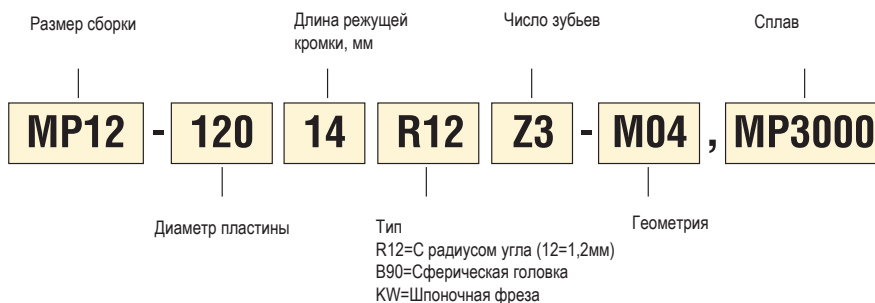 Размер сборки
Длина режущей
кромки, мм
Число зубьев
Сплав
MP12 - 120 14 R12 Z3 - M04 , MP3000
Диаметр пластины
Тип
R12=С радиусом угла (12=1,2мм)
B90=Сферическая головка
KW=Шпоночная фреза
Геометрия